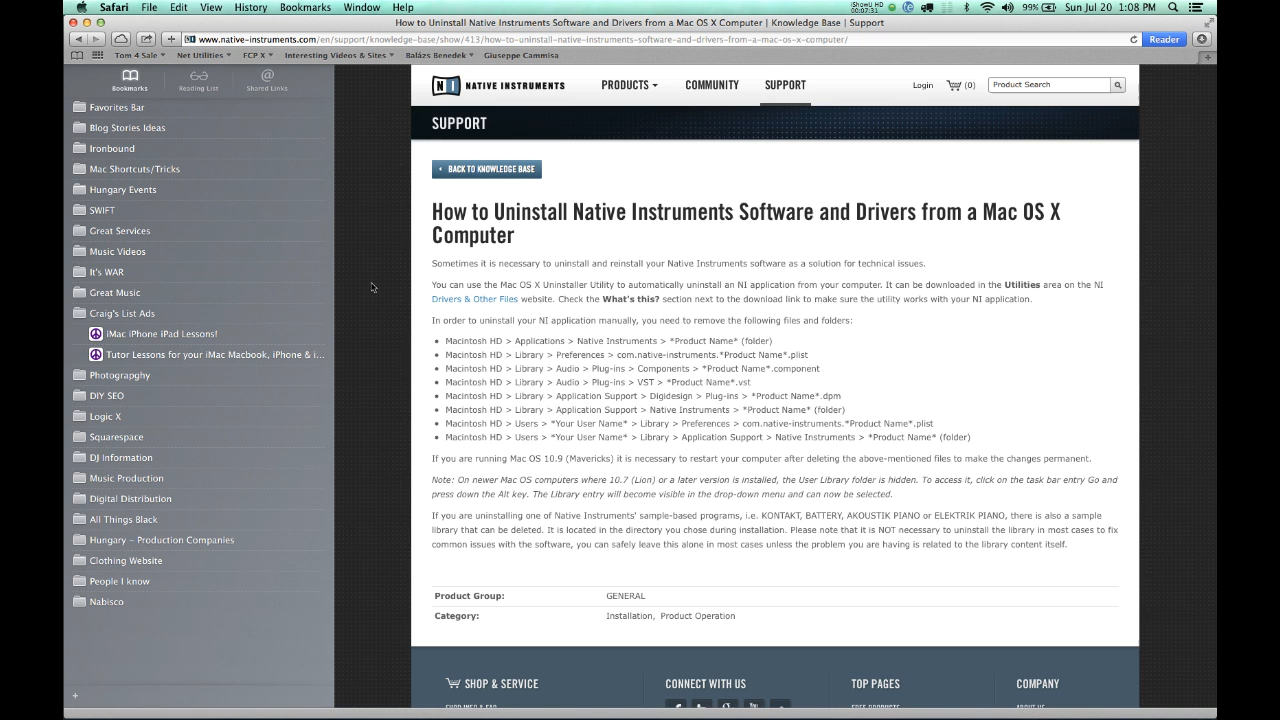 Safari File Edit View History Bookmarks Window Help
iShowU HD
00:07:31
99% Sun Jul 20 1:08 PM
How to Uninstall Native Instruments Software and Drivers from a Mac OS X Computer | Knowledge Base | Support
www.native-instruments.com/en/support/knowledge-base/show/413/how-to-uninstall-native-instruments-software-and-drivers-from-a-mac-os-x-computer/
Reader
Tom 4 Sale Net Utilities FCP X Interesting Videos & Sites Balázs Benedek Giuseppe Cammisa
Bookmarks Reading List Shared Links
Favorites Bar
Blog Stories Ideas
Ironbound
Mac Shortcuts/Tricks
Hungary Events
SWIFT
Great Services
Music Videos
It's WAR
Great Music
Craig's List Ads
iMac iPhone iPad Lessons!
Tutor Lessons for your iMac Macbook, iPhone & i...
Photograpghy
DIY SEO
Logic X
Squarespace
DJ Information
Music Production
Digital Distribution
All Things Black
Hungary – Production Companies
Clothing Website
People I know
Nabisco
+
NI NATIVE INSTRUMENTS PRODUCTS COMMUNITY SUPPORT Login (0) Product Search
SUPPORT
BACK TO KNOWLEDGE BASE
How to Uninstall Native Instruments Software and Drivers from a Mac OS X
Computer
Sometimes it is necessary to uninstall and reinstall your Native Instruments software as a solution for technical issues.
You can use the Mac OS X Uninstaller Utility to automatically uninstall an NI application from your computer. It can be downloaded in the Utilities area on the NI
Drivers & Other Files website. Check the What's this? section next to the download link to make sure the utility works with your NI application.
In order to uninstall your NI application manually, you need to remove the following files and folders:
• Macintosh HD > Applications > Native Instruments > *Product Name* (folder)
• Macintosh HD > Library > Preferences > com.native-instruments.*Product Name*.plist
• Macintosh HD > Library > Audio > Plug-ins > Components > *Product Name*.component
• Macintosh HD > Library > Audio > Plug-ins > VST > *Product Name*.vst
• Macintosh HD > Library > Application Support > Digidesign > Plug-ins > *Product Name*.dpm
• Macintosh HD > Library > Application Support > Native Instruments > *Product Name* (folder)
• Macintosh HD > Users > *Your User Name* > Library > Preferences > com.native-instruments.*Product Name*.plist
• Macintosh HD > Users > *Your User Name* > Library > Application Support > Native Instruments > *Product Name* (folder)
If you are running Mac OS 10.9 (Mavericks) it is necessary to restart your computer after deleting the above-mentioned files to make the changes permanent.
Note: On newer Mac OS computers where 10.7 (Lion) or a later version is installed, the User Library folder is hidden. To access it, click on the task bar entry Go and
press down the Alt key. The Library entry will become visible in the drop-down menu and can now be selected.
If you are uninstalling one of Native Instruments' sample-based programs, i.e. KONTAKT, BATTERY, AKOUSTIK PIANO or ELEKTRIK PIANO, there is also a sample
library that can be deleted. It is located in the directory you chose during installation. Please note that it is NOT necessary to uninstall the library in most cases to fix
common issues with the software, you can safely leave this alone in most cases unless the problem you are having is related to the library content itself.
Product Group: GENERAL
Category: Installation, Product Operation
SHOP & SERVICE CONNECT WITH US TOP PAGES COMPANY